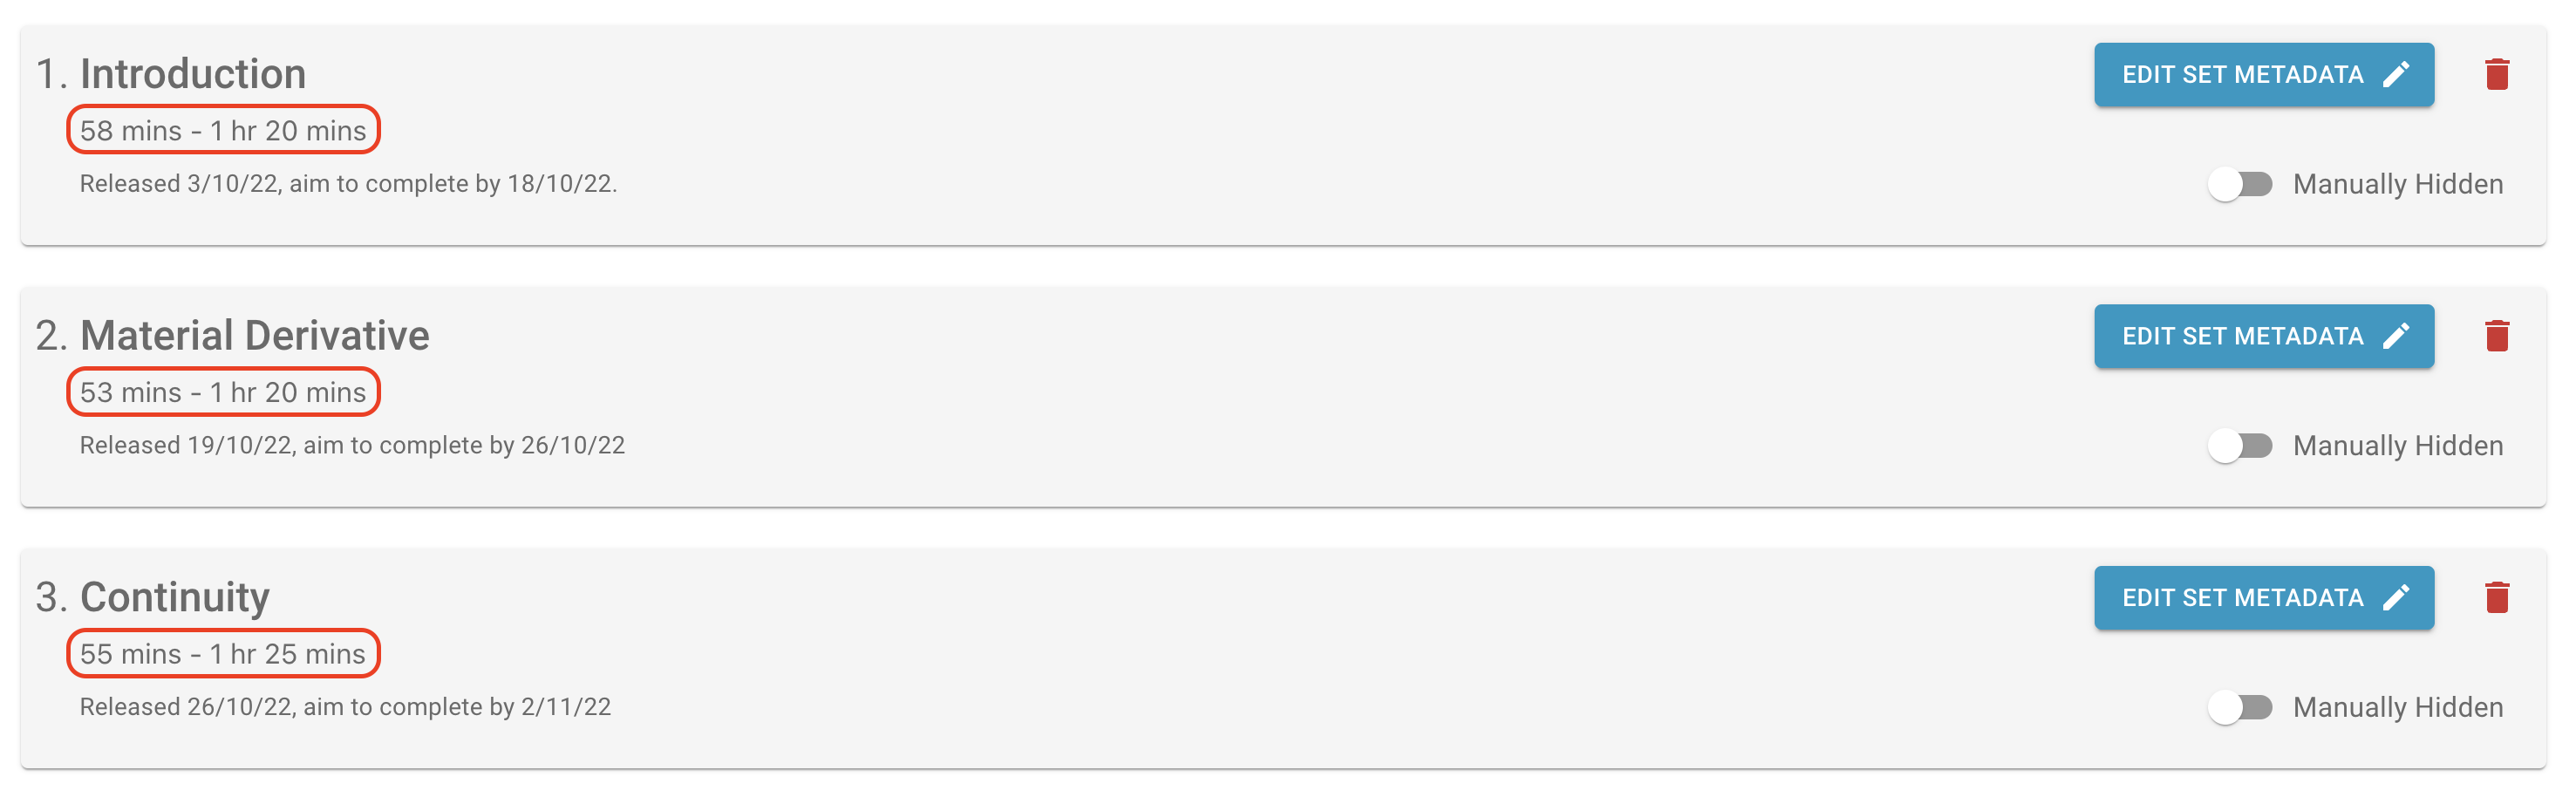 1. Introduction
EDIT SET METADATA
58 mins - 1 hr 20 mins
Released 3/10/22, aim to complete by 18/10/22.
Manually Hidden
2. Material Derivative
EDIT SET METADATA
53 mins - 1 hr 20 mins
Released 19/10/22, aim to complete by 26/10/22
Manually Hidden
3. Continuity
EDIT SET METADATA
55 mins - 1 hr 25 mins
Released 26/10/22, aim to complete by 2/11/22
Manually Hidden